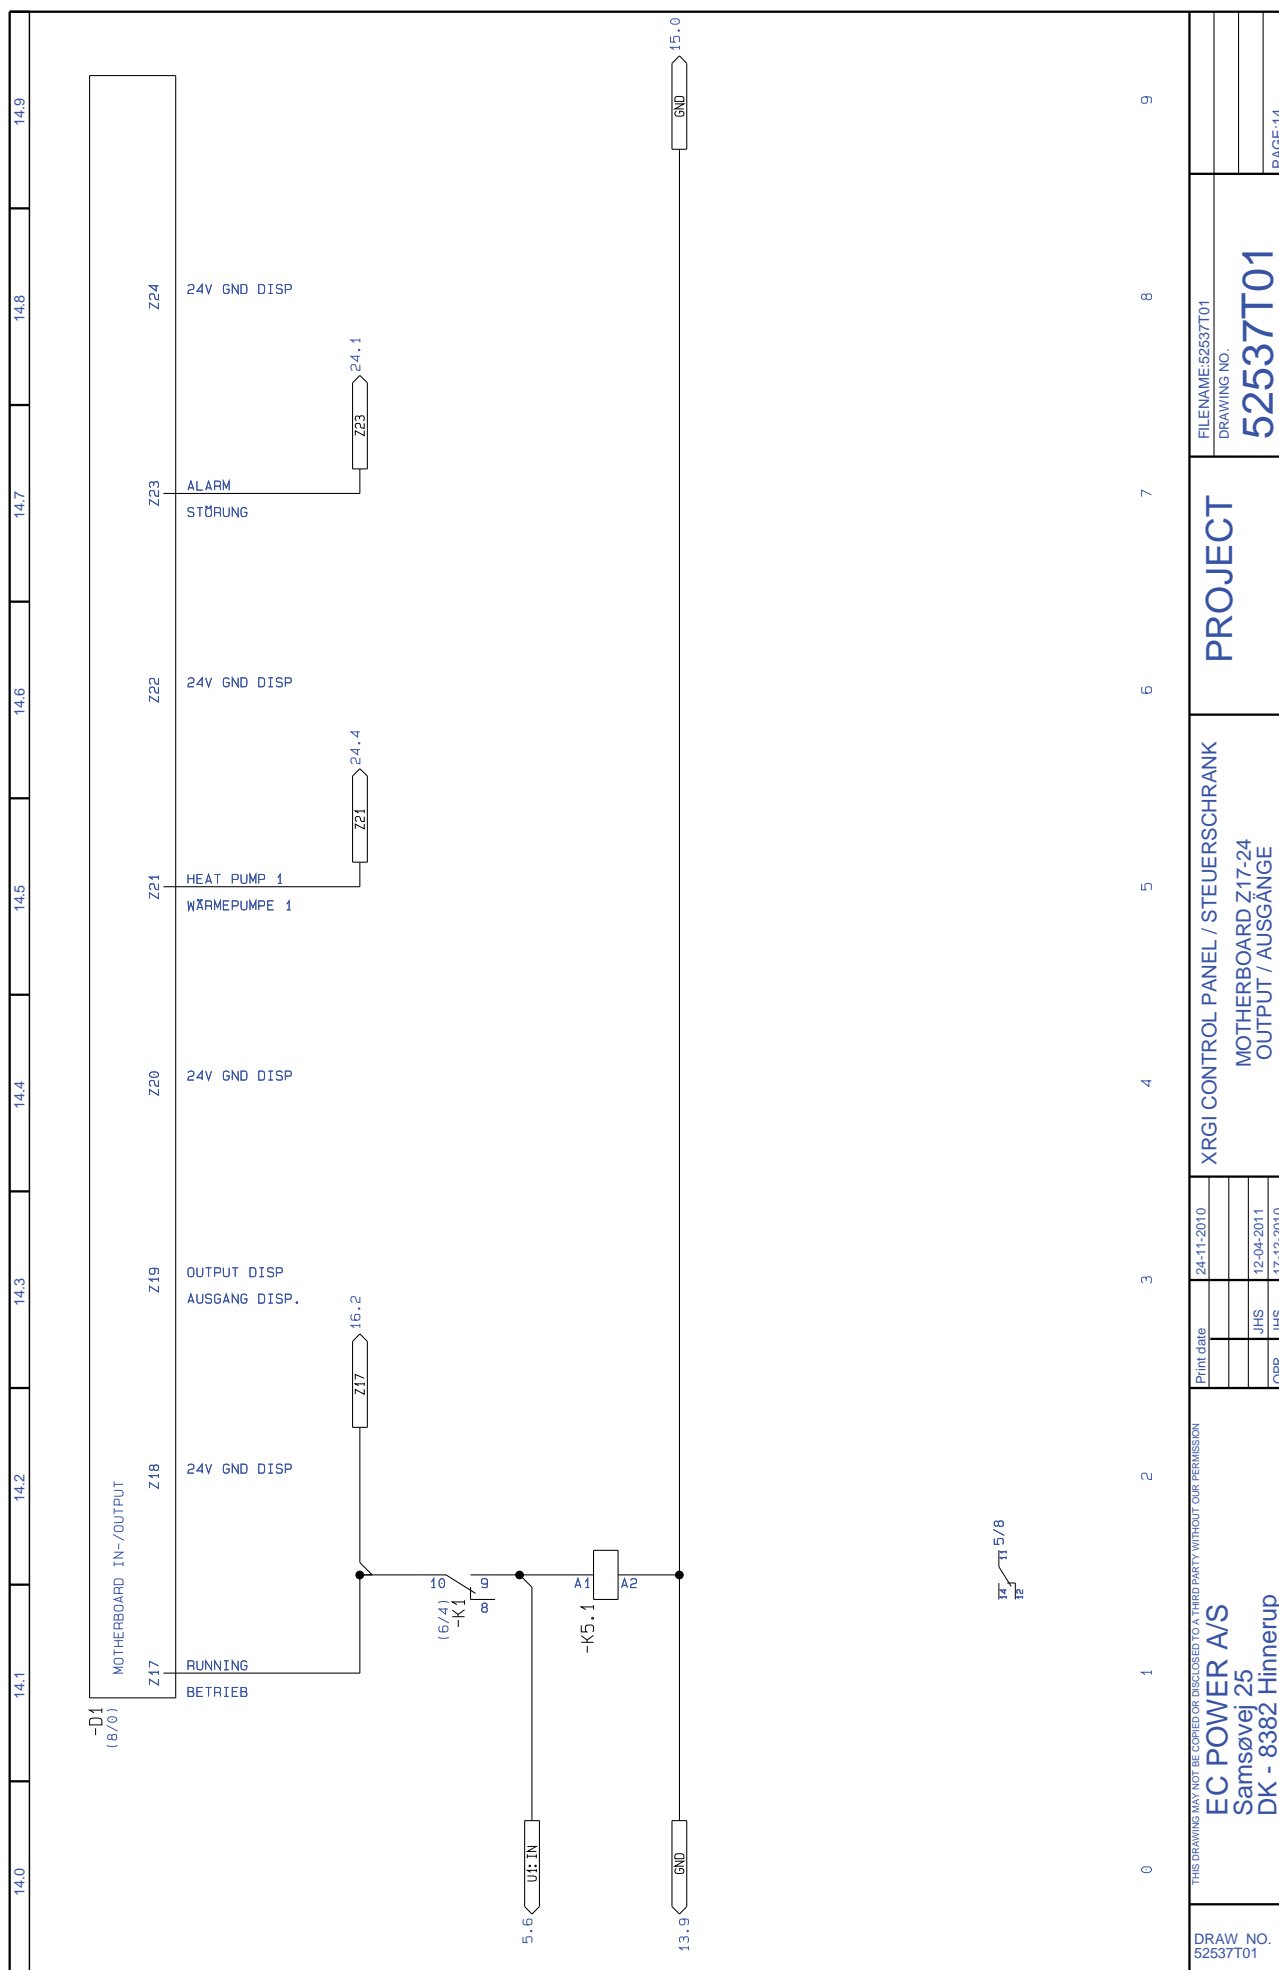 14.0
14.1
14.2
14.3
14.4
14.5
14.6
14.7
14.8
14.9
-D1
(8/0)
MOTHERBOARD IN-/OUTPUT
Z17
Z18
Z19
Z20
Z21
Z22
Z23
Z24
RUNNING
BETRIEB
24V GND DISP
OUTPUT DISP
AUSGANG DISP.
24V GND DISP
HEAT PUMP 1
WÄRMEPUMPE 1
24V GND DISP
ALARM
STÖRUNG
24V GND DISP
Z17
16.2
Z21
24.4
Z23
24.1
(6/4)
-K1
10
9
8
U1:IN
5.6
-K5.1
A1
A2
13.9
GND
GND
15.0
14
11
12
5/8
0
1
2
3
4
5
6
7
8
9
DRAW NO.
52537T01
THIS DRAWING MAY NOT BE COPIED OR DISCLOSED TO A THIRD PARTY WITHOUT OUR PERMISSION
EC POWER A/S
Samsøvej 25
DK - 8382 Hinnerup
Print date
24-11-2010
JHS
12-04-2011
OPR.
JHS
17-12-2010
XRGI CONTROL PANEL / STEUERSCHRANK
MOTHERBOARD Z17-24
OUTPUT / AUSGÄNGE
PROJECT
FILENAME:52537T01
DRAWING NO.
52537T01
PAGE:14